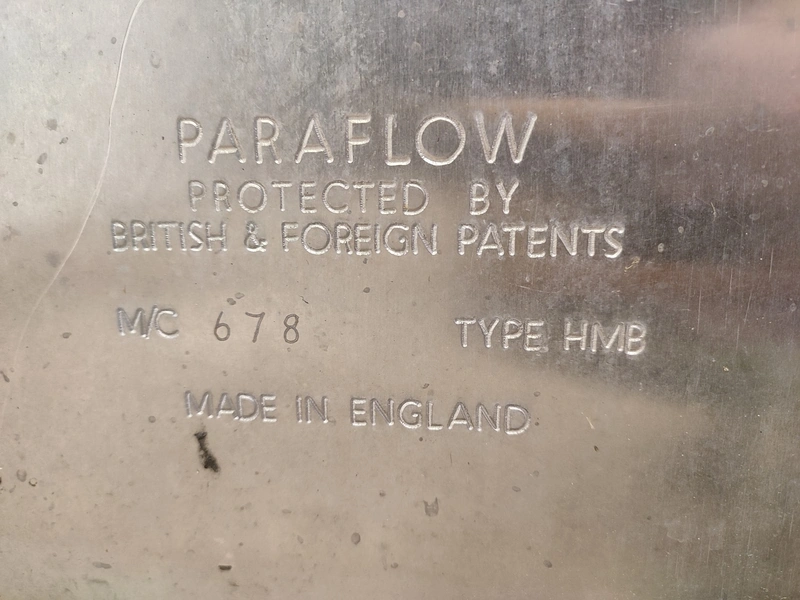 PARAFLOW
PROTECTED BY
BRITISH & FOREIGN PATENTS
M/C 678 TYPE HMB
MADE IN ENGLAND